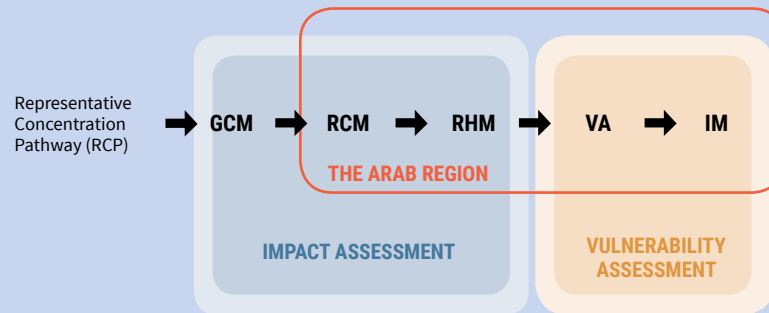 Representative
Concentration
Pathway (RCP)
GCM RCM RHM VA IM
THE ARAB REGION
IMPACT ASSESSMENT
VULNERABILITY
ASSESSMENT